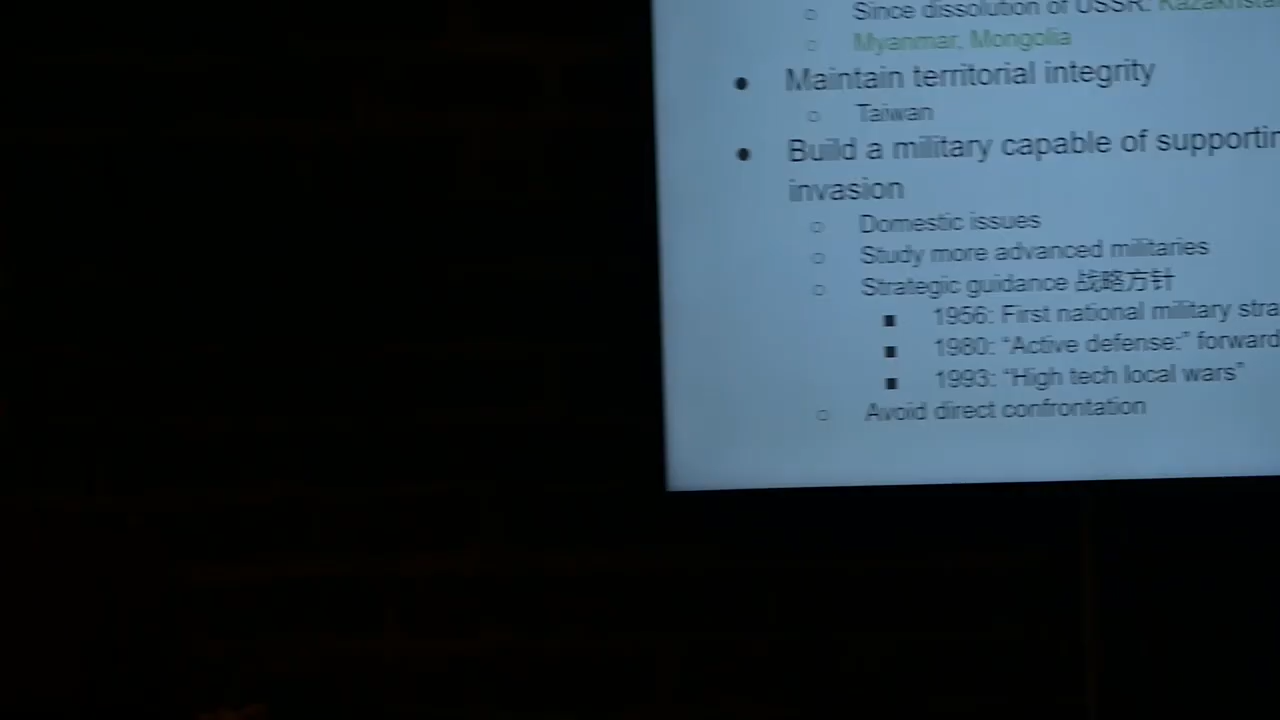 Since dissolution of USSR:
Myanmar, Mongolia
Maintain territorial integrity
Taiwan
Build a military capable of
invasion
Domestic issues
Study more advanced militaries
Strategic guidance 战略方针
1956: First national military
1980: “Active defense:” forward
1993: “High tech local wars”
Avoid direct confrontation